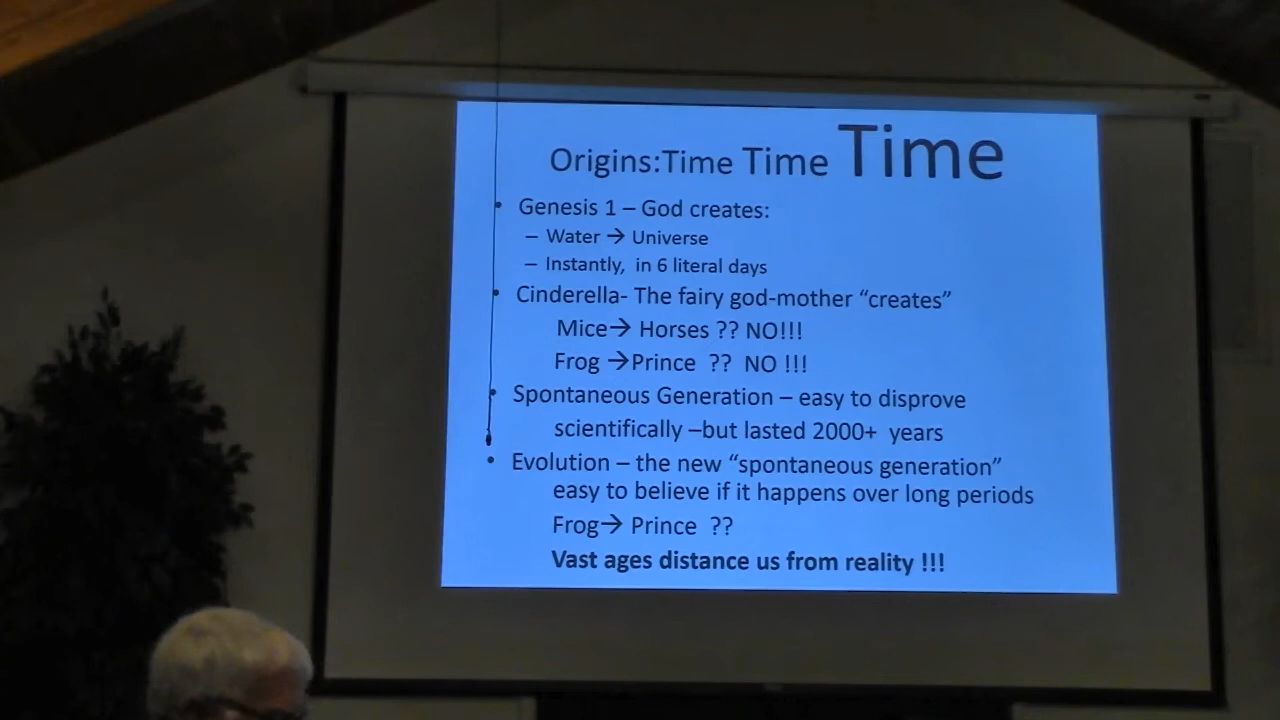 Origins:Time Time Time
• Genesis 1 – God creates:
– Water → Universe
– Instantly, in 6 literal days
• Cinderella- The fairy god-mother “creates”
Mice→ Horses ?? NO!!!
Frog →Prince ?? NO !!!
• Spontaneous Generation – easy to disprove
scientifically –but lasted 2000+ years
• Evolution – the new “spontaneous generation”
easy to believe if it happens over long periods
Frog→ Prince ??
Vast ages distance us from reality !!!